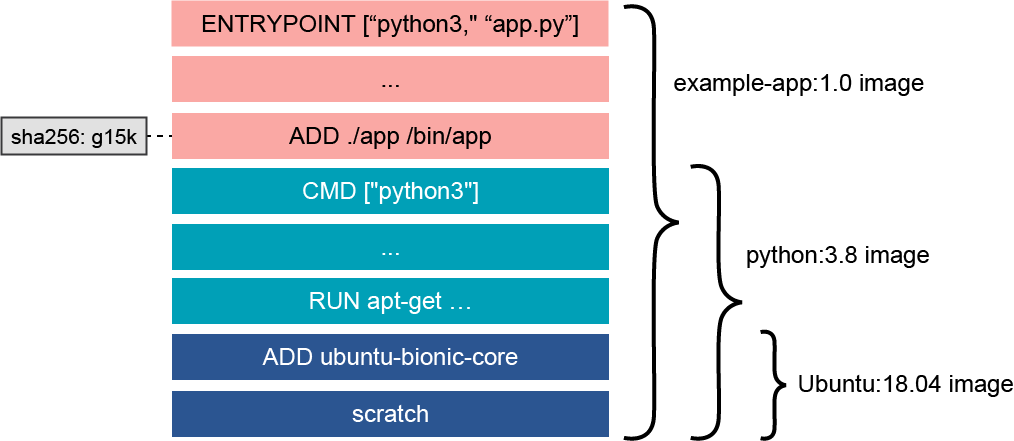 ENTRYPOINT [“python3," “app.py”]
...
example-app:1.0 image
sha256: g15k
ADD ./app /bin/app
CMD ["python3"]
...
python:3.8 image
RUN apt-get …
ADD ubuntu-bionic-core
Ubuntu:18.04 image
scratch